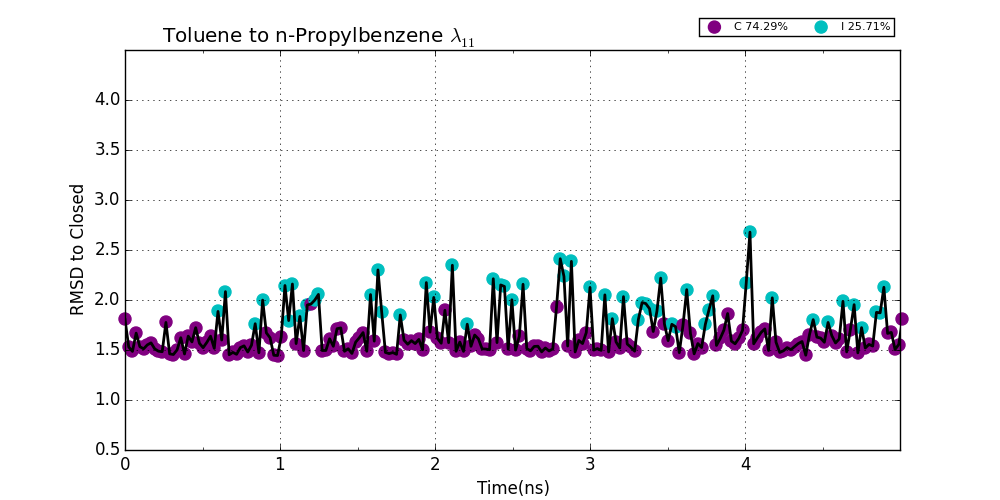 Toluene to n-Propylbenzene λ₁₁
C 74.29% I 25.71%
4.0
3.5
3.0
2.5
2.0
1.5
1.0
0.5
RMSD to Closed
0 1 2 3 4
Time(ns)